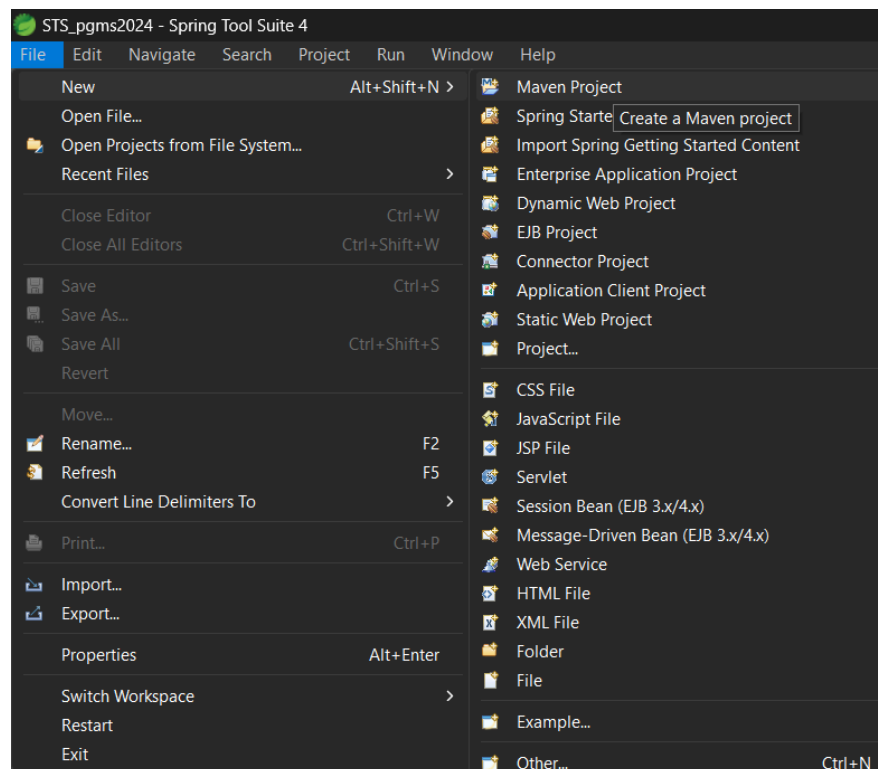 STS_pgms2024 - Spring Tool Suite 4
File Edit Navigate Search Project Run Window Help
New Alt+Shift+N >
Open File...
Open Projects from File System...
Recent Files >
Close Editor Ctrl+W
Close All Editors Ctrl+Shift+W
Save Ctrl+S
Save As...
Save All Ctrl+Shift+S
Revert
Move...
Rename... F2
Refresh F5
Convert Line Delimiters To >
Print... Ctrl+P
Import...
Export...
Properties Alt+Enter
Switch Workspace >
Restart
Exit
Maven Project
Spring Starte
Create a Maven project
Import Spring Getting Started Content
Enterprise Application Project
Dynamic Web Project
EJB Project
Connector Project
Application Client Project
Static Web Project
Project...
CSS File
JavaScript File
JSP File
Servlet
Session Bean (EJB 3.x/4.x)
Message-Driven Bean (EJB 3.x/4.x)
Web Service
HTML File
XML File
Folder
File
Example...
Other... Ctrl+N